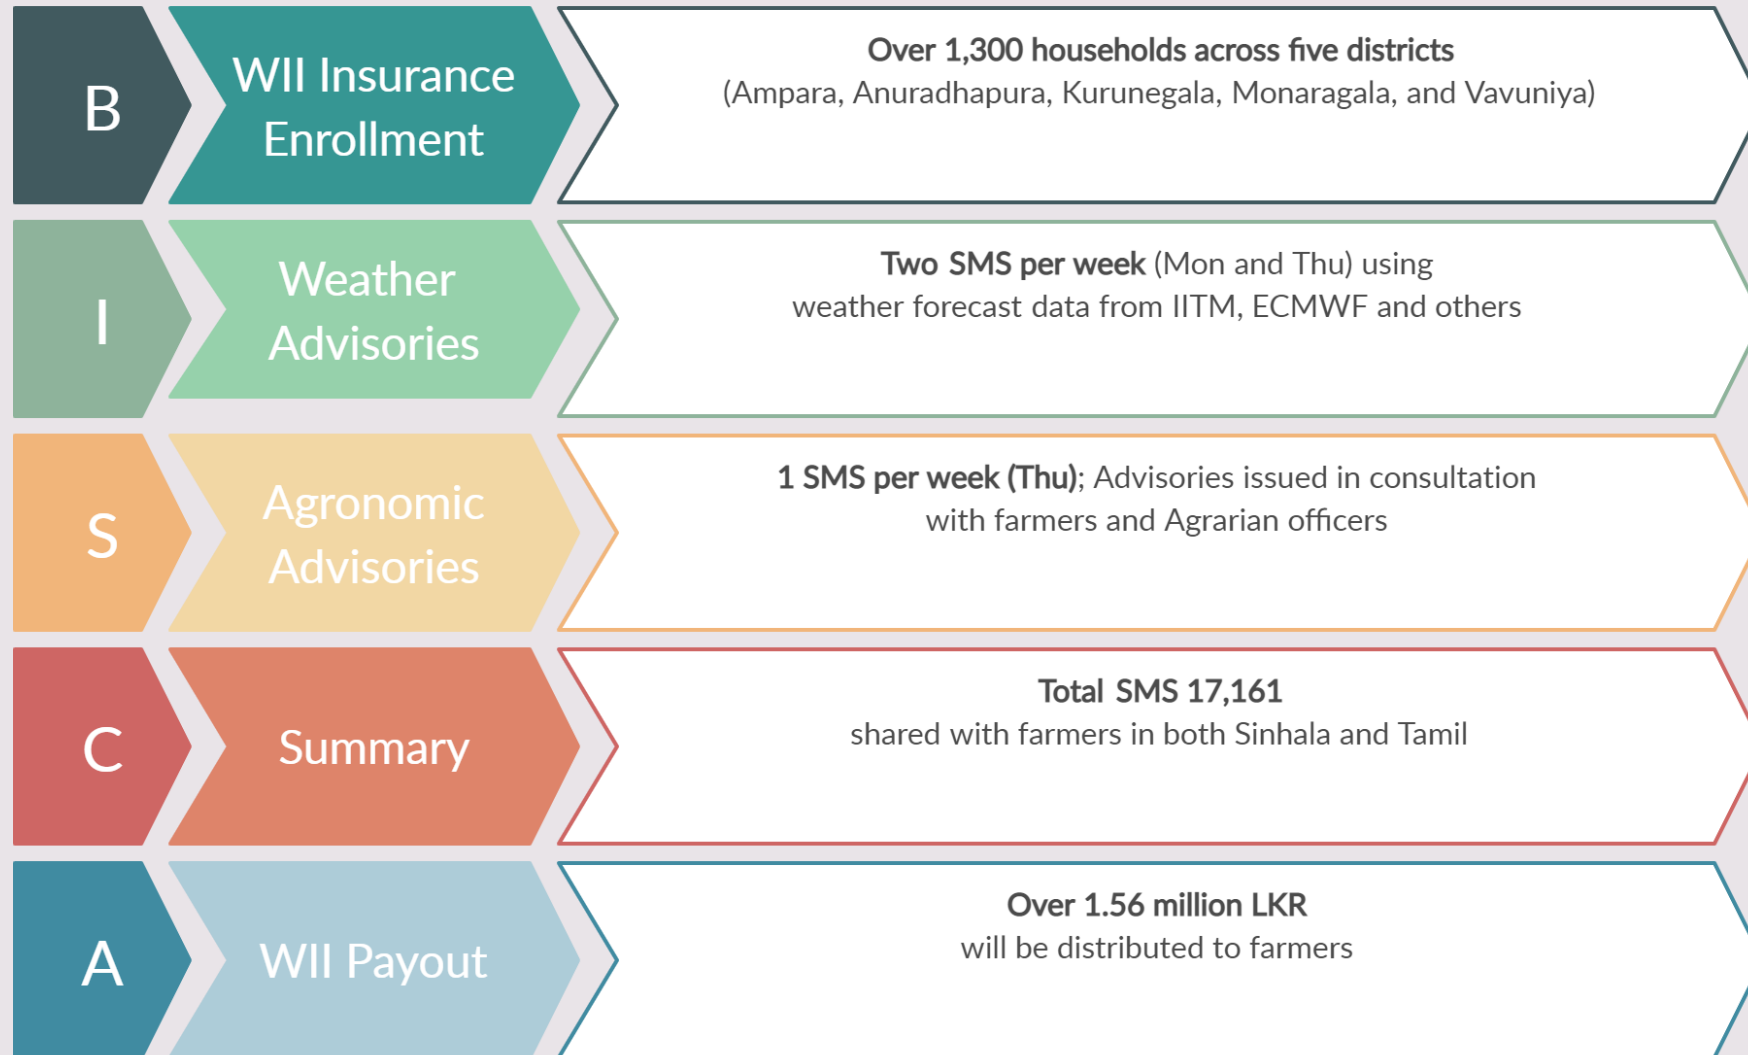 B
WII Insurance
Enrollment
Over 1,300 households across five districts
(Ampara, Anuradhapura, Kurunegala, Monaragala, and Vavuniya)
I
Weather
Advisories
Two SMS per week (Mon and Thu) using
weather forecast data from IITM, ECMWF and others
S
Agronomic
Advisories
1 SMS per week (Thu); Advisories issued in consultation
with farmers and Agrarian officers
C
Summary
Total SMS 17,161
shared with farmers in both Sinhala and Tamil
A
WII Payout
Over 1.56 million LKR
will be distributed to farmers